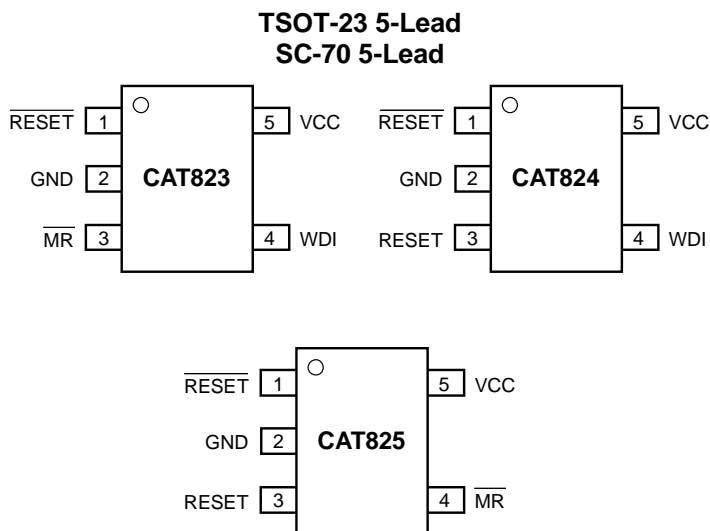 TSOT-23 5-Lead
SC-70 5-Lead
RESET 1 5 VCC
GND 2 CAT823
MR 3 4 WDI
RESET 1 5 VCC
GND 2 CAT824
RESET 3 4 WDI
RESET 1 5 VCC
GND 2 CAT825
RESET 3 4 MR